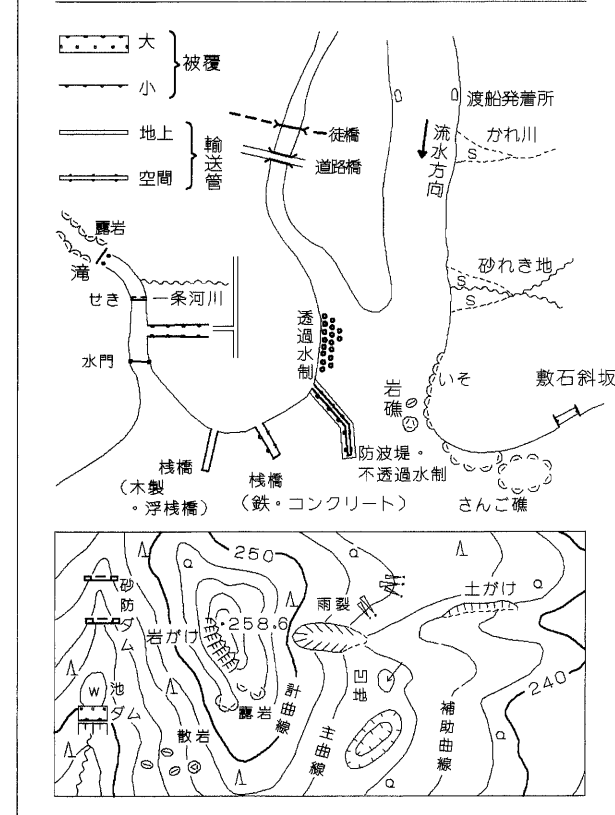 大
小
被覆
地上
空間
輸送管
徒橋
道路橋
渡船発着所
流水方向
かれ川
S
砂れき地
S
S
露岩
滝
せき
一条河川
水門
透過水制
岩礁
いそ
敷石斜坂
桟橋
(木製
・浮桟橋)
桟橋
(鉄・コンクリート)
防波堤・
不透過水制
さんご礁
250
砂防ダム
岩がけ
・258.6
雨裂
土がけ
凹地
240
W
池・ダム
散岩
露岩
計曲線
主曲線
補助曲線